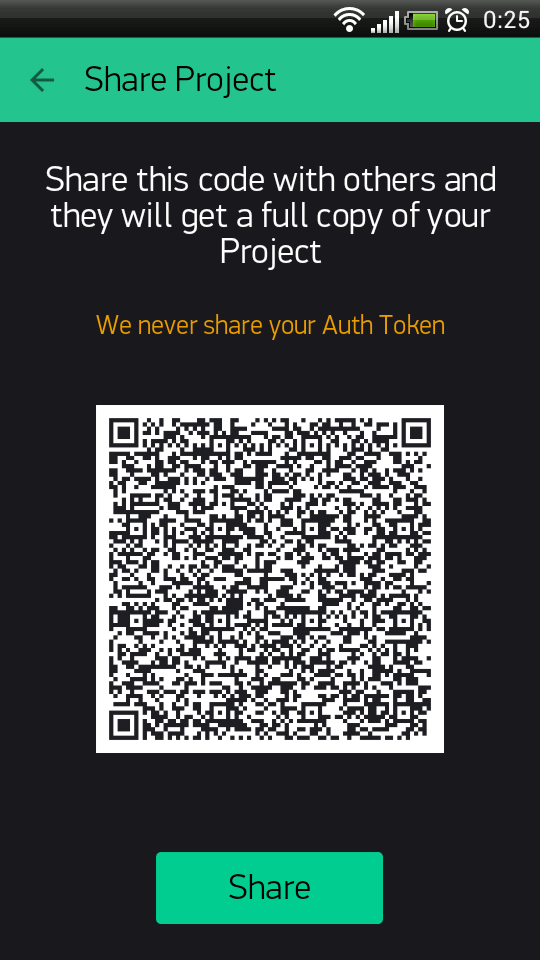 0:25
Share Project
Share this code with others and
they will get a full copy of your
Project
We never share your Auth Token
Share